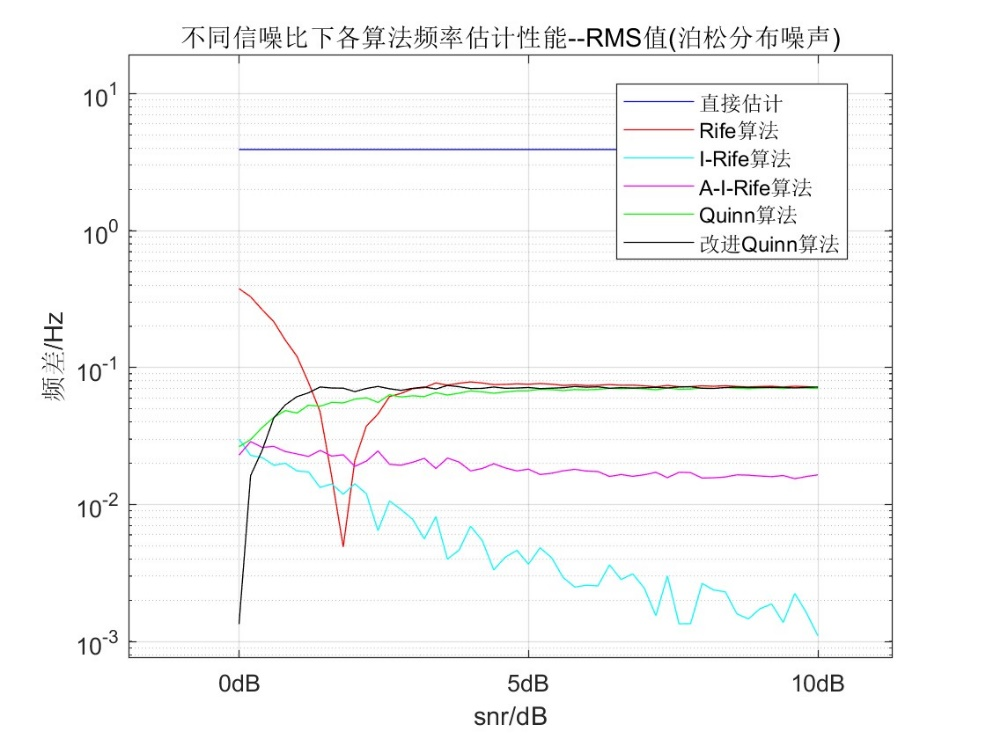 不同信噪比下各算法频率估计性能--RMS值(泊松分布噪声)
10^1
10^0
10^-1
10^-2
10^-3
频差/Hz
直接估计
Rife算法
I-Rife算法
A-I-Rife算法
Quinn算法
改进Quinn算法
0dB
5dB
10dB
snr/dB